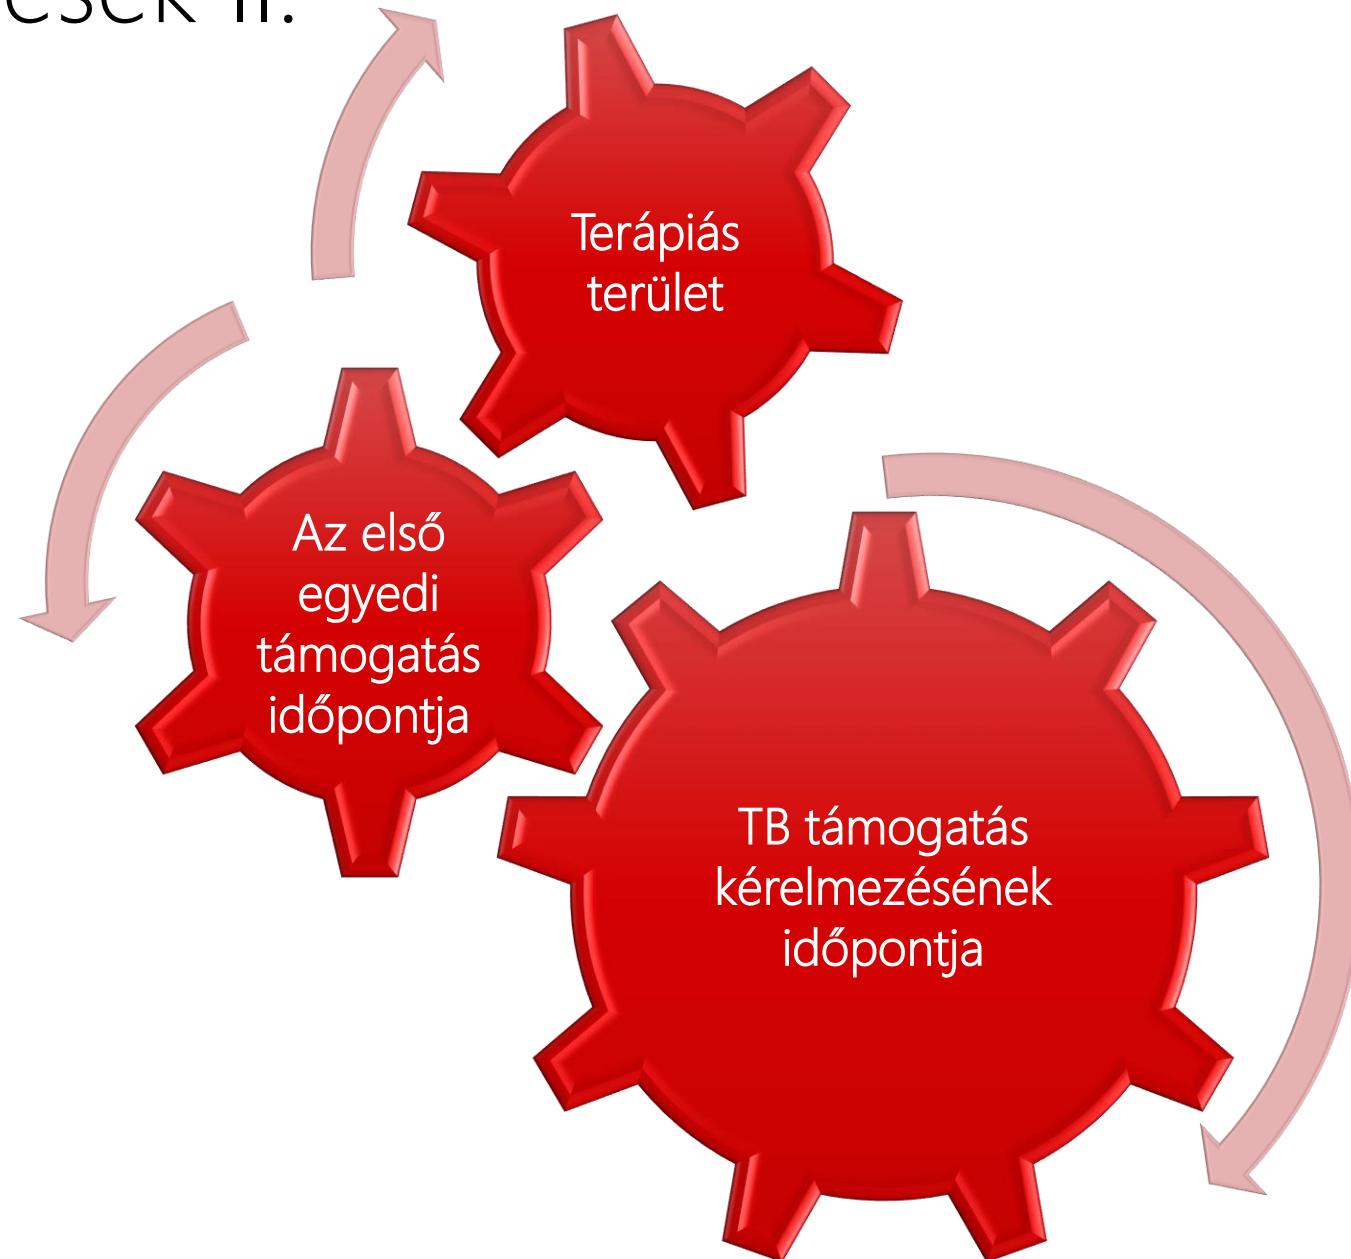 Terápiás
terület
Az első
egyedi
támogatás
időpontja
TB támogatás
kérelmezésének
időpontja